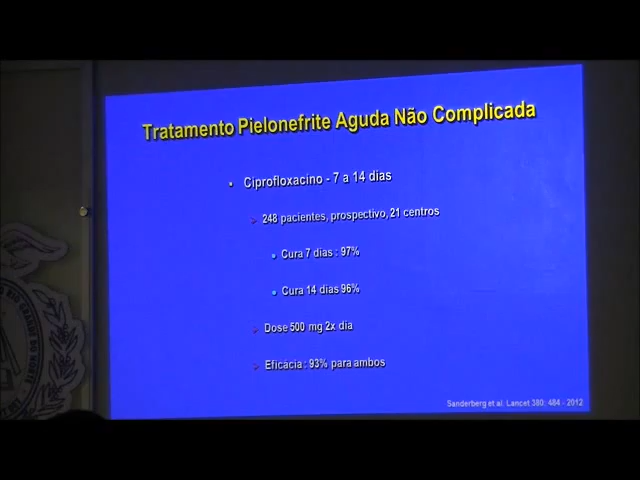 Tratamento Pielonefrite Aguda Não Complicada
Ciprofloxacino - 7 a 14 dias
248 pacientes, prospectivo, 21 centros
Cura 7 dias : 97%
Cura 14 dias 96%
Dose 500 mg 2x dia
Eficácia : 93% para ambos
Sanderberg et al. Lancet 380: 484 - 2012